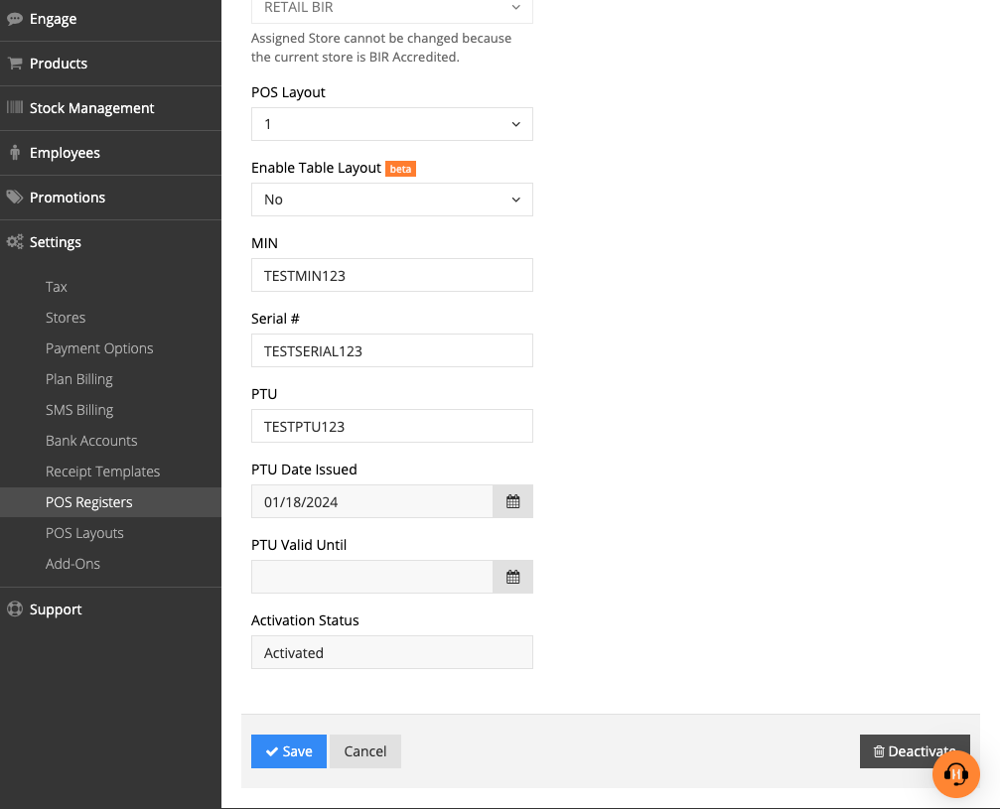 Engage
Products
Stock Management
Employees
Promotions
Settings
Tax
Stores
Payment Options
Plan Billing
SMS Billing
Bank Accounts
Receipt Templates
POS Registers
POS Layouts
Add-Ons
Support
RETAIL BIR
Assigned Store cannot be changed because
the current store is BIR Accredited.
POS Layout
1
Enable Table Layout beta
No
MIN
TESTMIN123
Serial #
TESTSERIAL123
PTU
TESTPTU123
PTU Date Issued
01/18/2024
PTU Valid Until
Activation Status
Activated
Save Cancel Deactivate